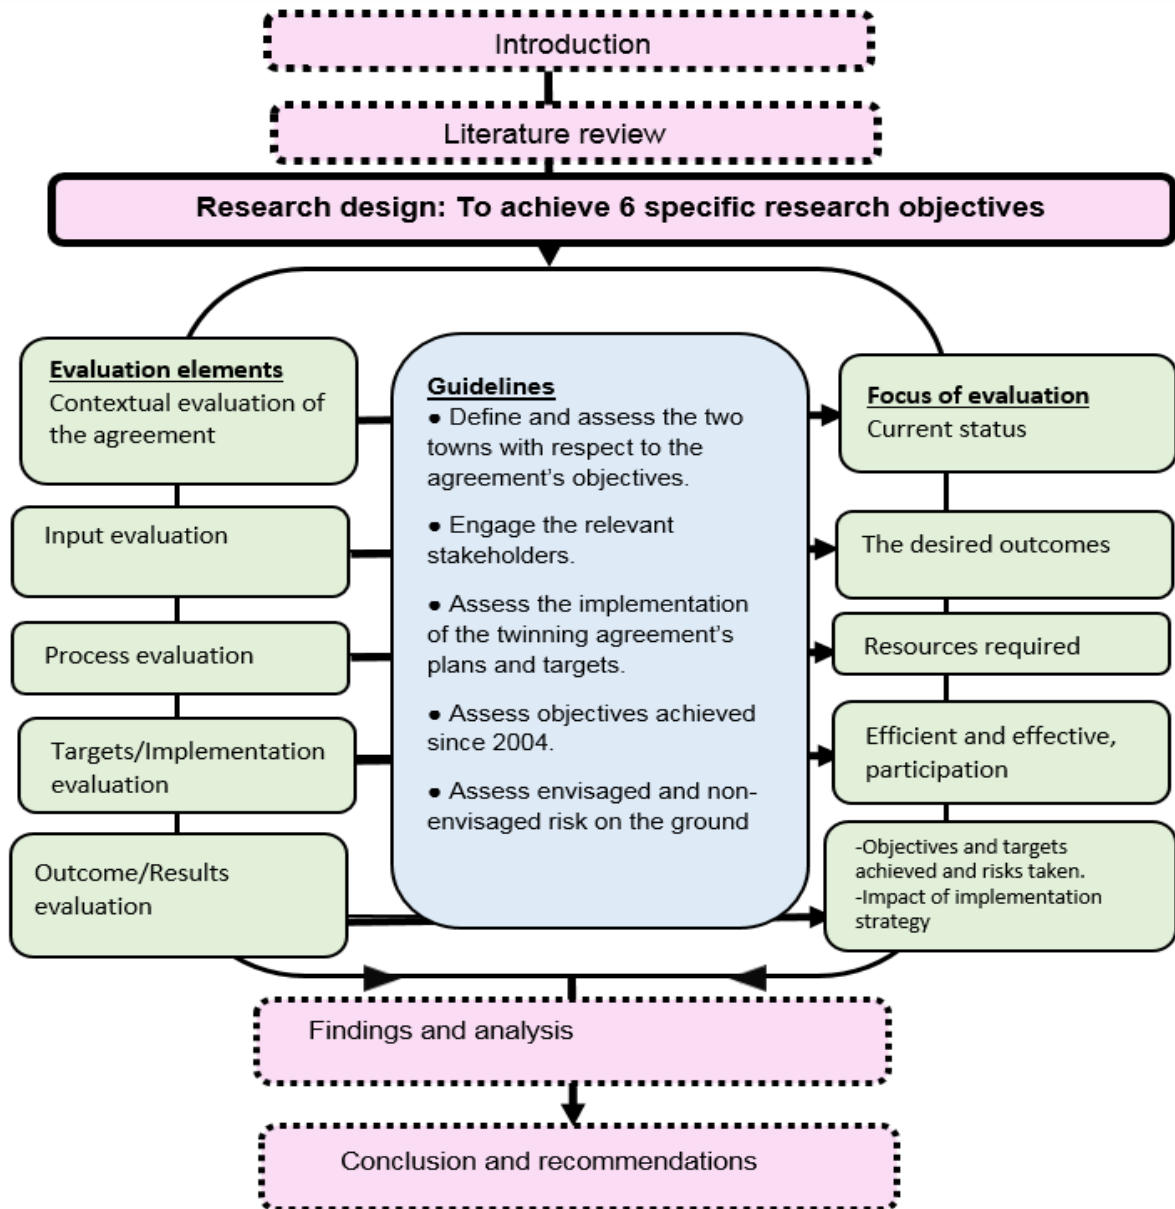 Introduction
Literature review
Research design: To achieve 6 specific research objectives
Evaluation elements
Contextual evaluation of
the agreement
Input evaluation
Process evaluation
Targets/Implementation
evaluation
Outcome/Results
evaluation
Guidelines
● Define and assess the two
towns with respect to the
agreement’s objectives.
● Engage the relevant
stakeholders.
● Assess the implementation
of the twinning agreement’s
plans and targets.
● Assess objectives achieved
since 2004.
● Assess envisaged and non-
envisaged risk on the ground
Focus of evaluation
Current status
The desired outcomes
Resources required
Efficient and effective,
participation
-Objectives and targets
achieved and risks taken.
-Impact of implementation
strategy
Findings and analysis
Conclusion and recommendations